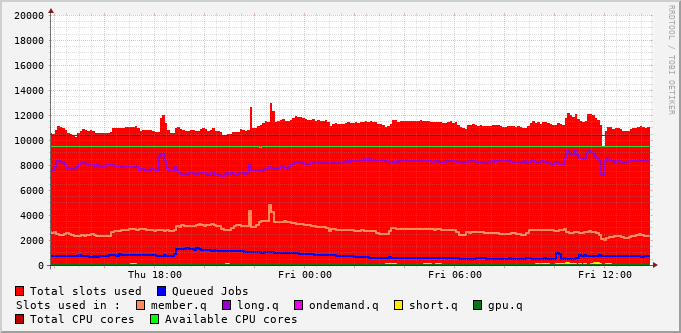 20000
18000
16000
14000
12000
10000
8000
6000
4000
2000
0
Thu 18:00 Fri 00:00 Fri 06:00 Fri 12:00
Total slots used Queued Jobs
Slots used in : member.q long.q ondemand.q short.q gpu.q
Total CPU cores Available CPU cores
RRDTOOL / TOBI OETIKER